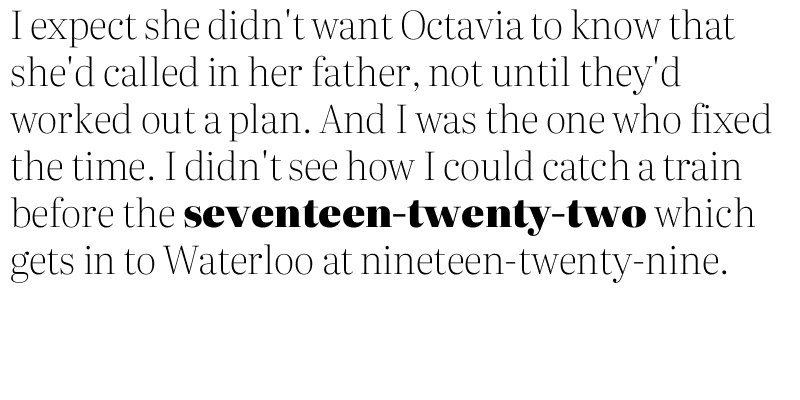 I expect she didn't want Octavia to know that
she'd called in her father, not until they'd
worked out a plan. And I was the one who fixed
the time. I didn't see how I could catch a train
before the seventeen-twenty-two which
gets in to Waterloo at nineteen-twenty-nine.